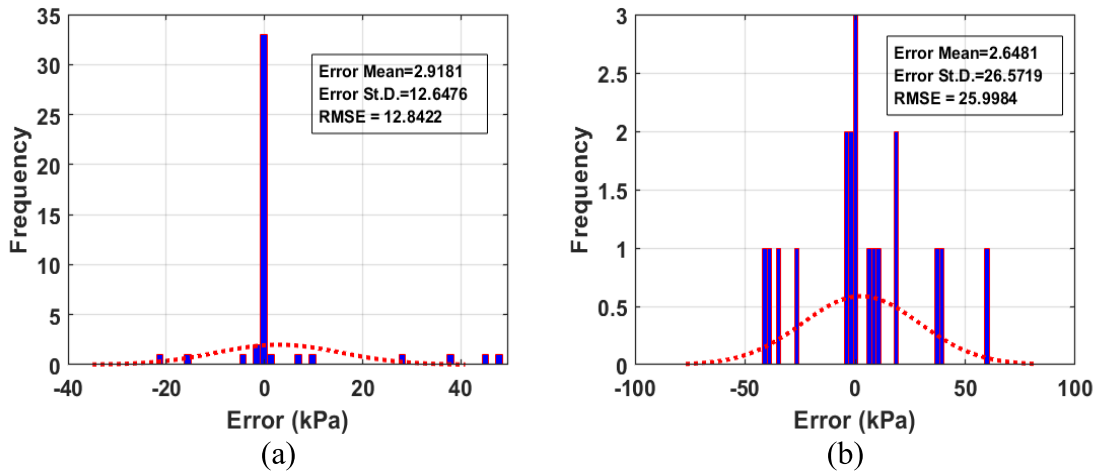 35
30
25
20
15
10
5
0
Frequency
Error Mean=2.9181
Error St.D.=12.6476
RMSE = 12.8422
-40
-20
0
20
40
Error (kPa)
(a)
3
2.5
2
1.5
1
0.5
0
Frequency
Error Mean=2.6481
Error St.D.=26.5719
RMSE = 25.9984
-100
-50
0
50
100
Error (kPa)
(b)